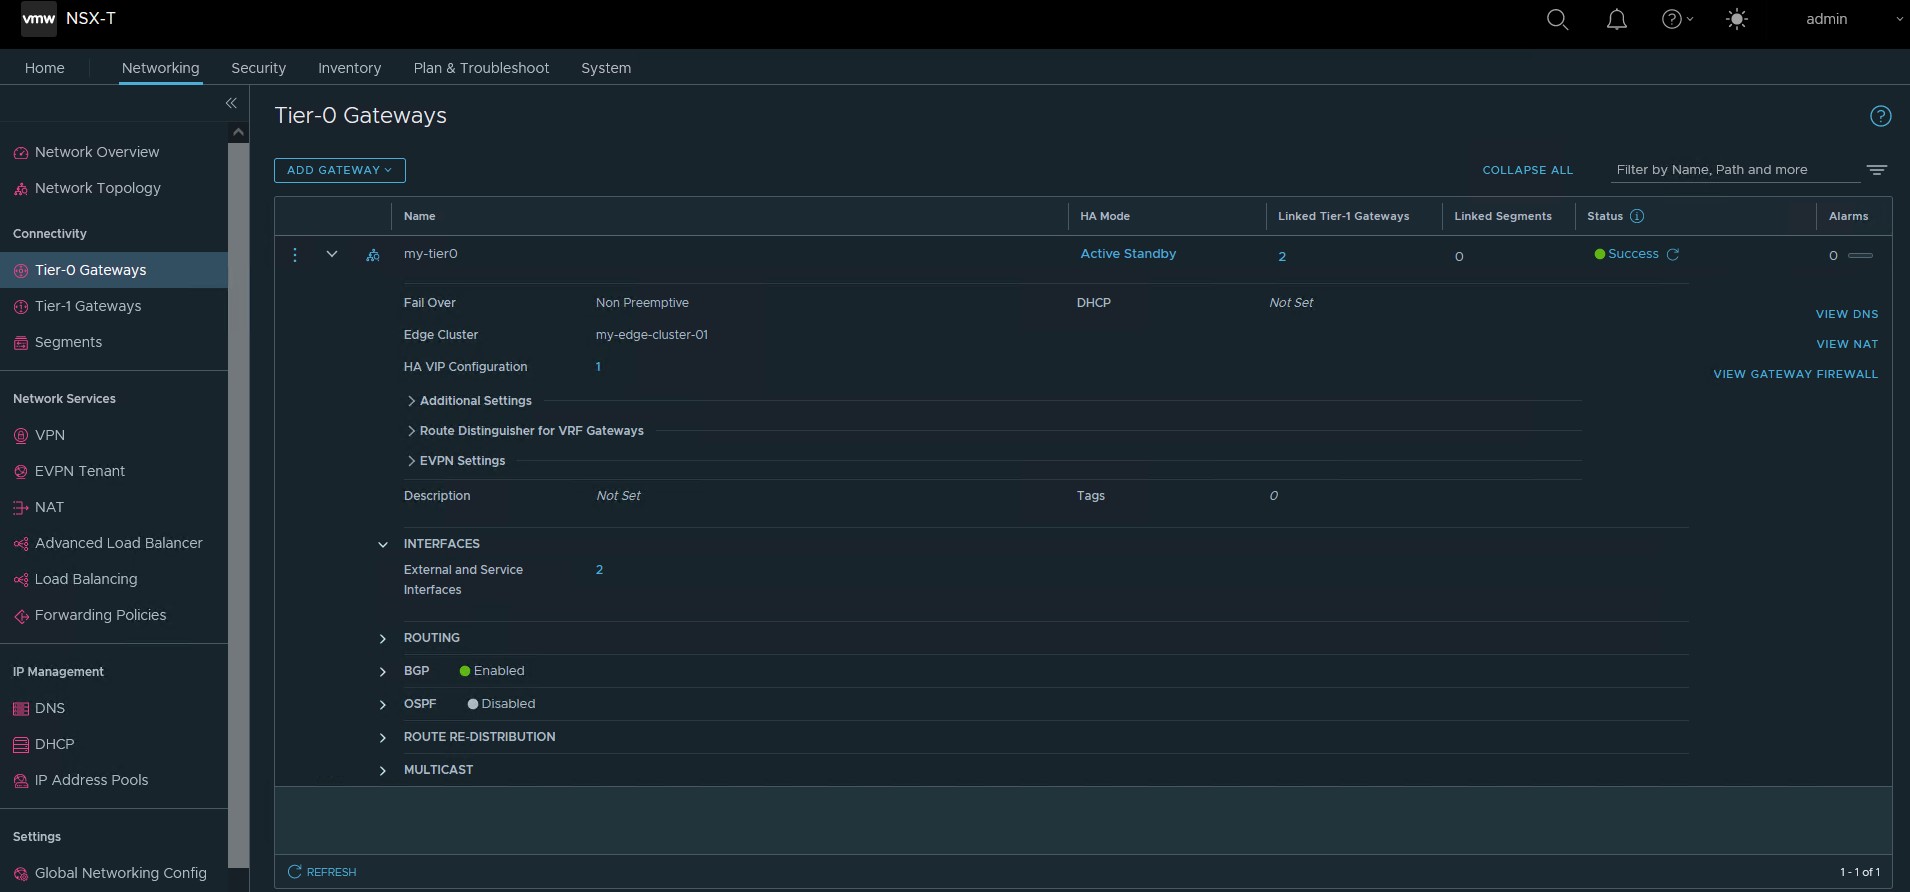 vmw NSX-T
admin
Home Networking Security Inventory Plan & Troubleshoot System
Network Overview
Network Topology
Connectivity
Tier-0 Gateways
Tier-1 Gateways
Segments
Network Services
VPN
EVPN Tenant
NAT
Advanced Load Balancer
Load Balancing
Forwarding Policies
IP Management
DNS
DHCP
IP Address Pools
Settings
Global Networking Config
Tier-0 Gateways
ADD GATEWAY
COLLAPSE ALL
Filter by Name, Path and more
Name HA Mode Linked Tier-1 Gateways Linked Segments Status Alarms
my-tier0 Active Standby 2 0 Success 0
Fail Over Non Preemptive DHCP Not Set
VIEW DNS
Edge Cluster my-edge-cluster-01
VIEW NAT
HA VIP Configuration 1
VIEW GATEWAY FIREWALL
Additional Settings
Route Distinguisher for VRF Gateways
EVPN Settings
Description Not Set Tags 0
INTERFACES
External and Service 2
Interfaces
ROUTING
BGP Enabled
OSPF Disabled
ROUTE RE-DISTRIBUTION
MULTICAST
REFRESH
1 - 1 of 1